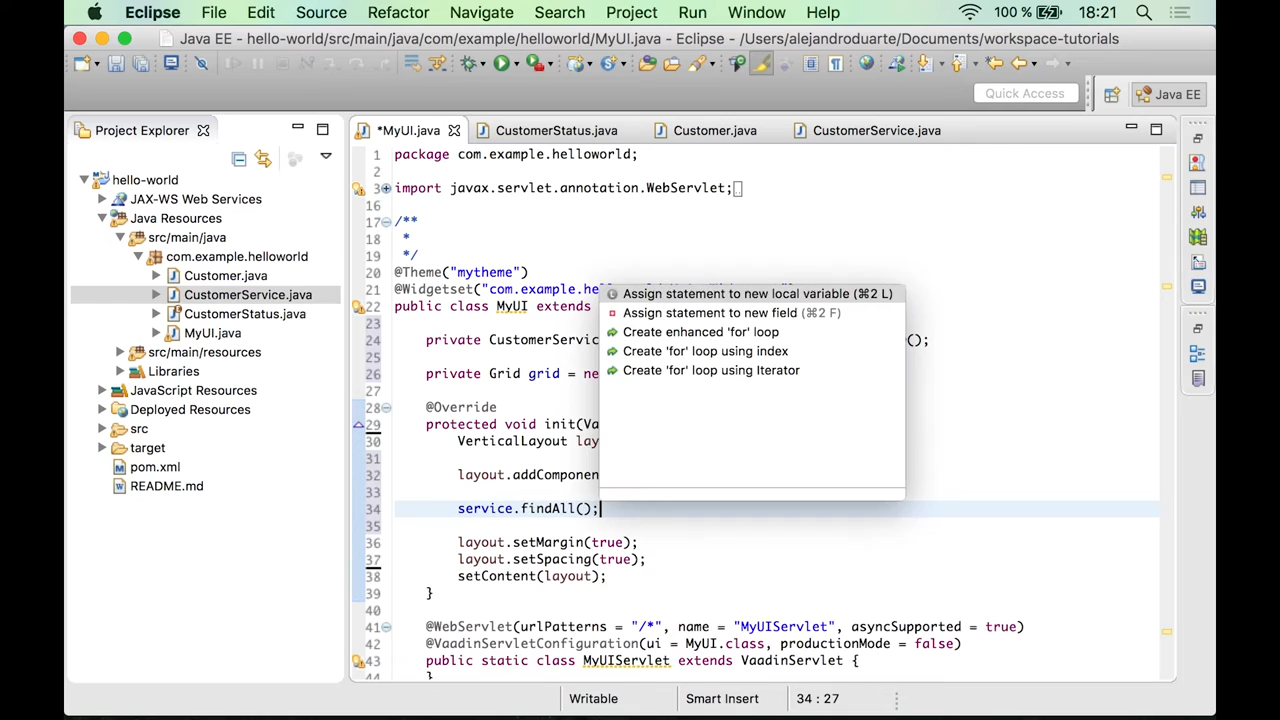 Eclipse File Edit Source Refactor Navigate Search Project Run Window Help 100 % 18:21
Java EE - hello-world/src/main/java/com/example/helloworld/MyUI.java - Eclipse - /Users/alejandroduarte/Documents/workspace-tutorials
Quick Access Java EE
Project Explorer
hello-world
JAX-WS Web Services
Java Resources
src/main/java
com.example.helloworld
Customer.java
CustomerService.java
CustomerStatus.java
MyUI.java
src/main/resources
Libraries
JavaScript Resources
Deployed Resources
src
target
pom.xml
README.md
*MyUI.java CustomerStatus.java Customer.java CustomerService.java
1 package com.example.helloworld;
2
3 import javax.servlet.annotation.WebServlet;
16
17 /**
18 *
19 */
20 @Theme("mytheme")
21 @Widgetset("com.example.he
22 public class MyUI extends
23
24 private CustomerServic ();
25
26 private Grid grid = ne
27
28 @Override
29 protected void init(Va
30 VerticalLayout lay
31
32 layout.addComponen
33
34 service.findAll();
35
36 layout.setMargin(true);
37 layout.setSpacing(true);
38 setContent(layout);
39 }
40
41 @WebServlet(urlPatterns = "/*", name = "MyUIServlet", asyncSupported = true)
42 @VaadinServletConfiguration(ui = MyUI.class, productionMode = false)
43 public static class MyUIServlet extends VaadinServlet {
44 }
Assign statement to new local variable (⌘2 L)
Assign statement to new field (⌘2 F)
Create enhanced 'for' loop
Create 'for' loop using index
Create 'for' loop using Iterator
Writable Smart Insert 34 : 27